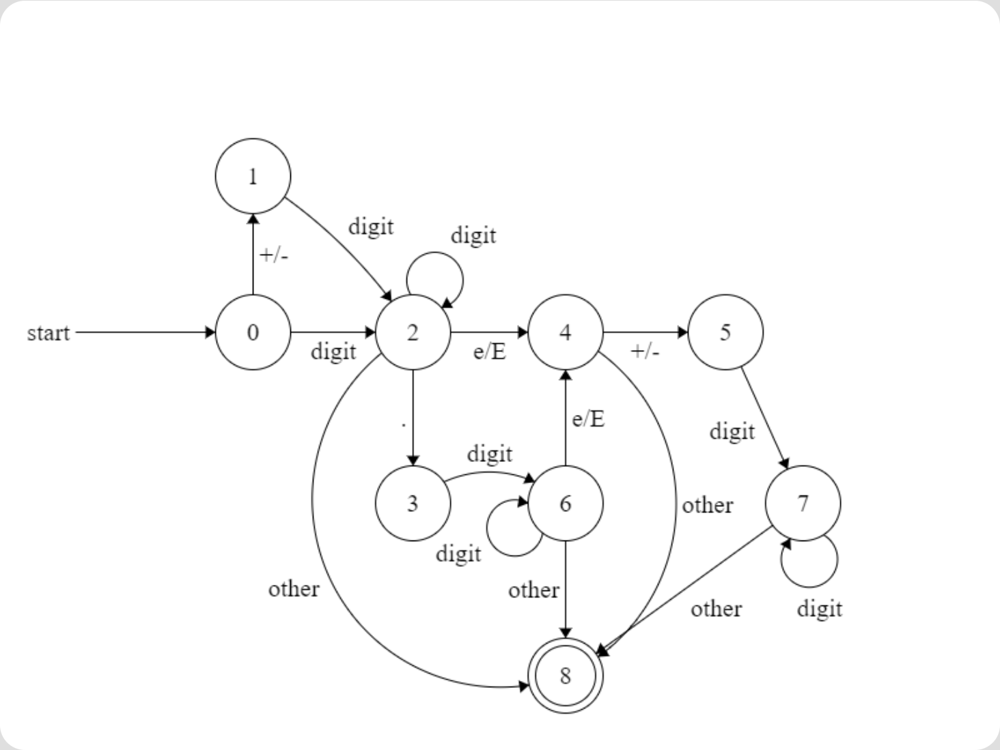 1
digit
digit
+/-
start
0
digit
2
e/E
4
+/-
5
.
e/E
digit
digit
3
6
other
7
digit
other
other
other
digit
8